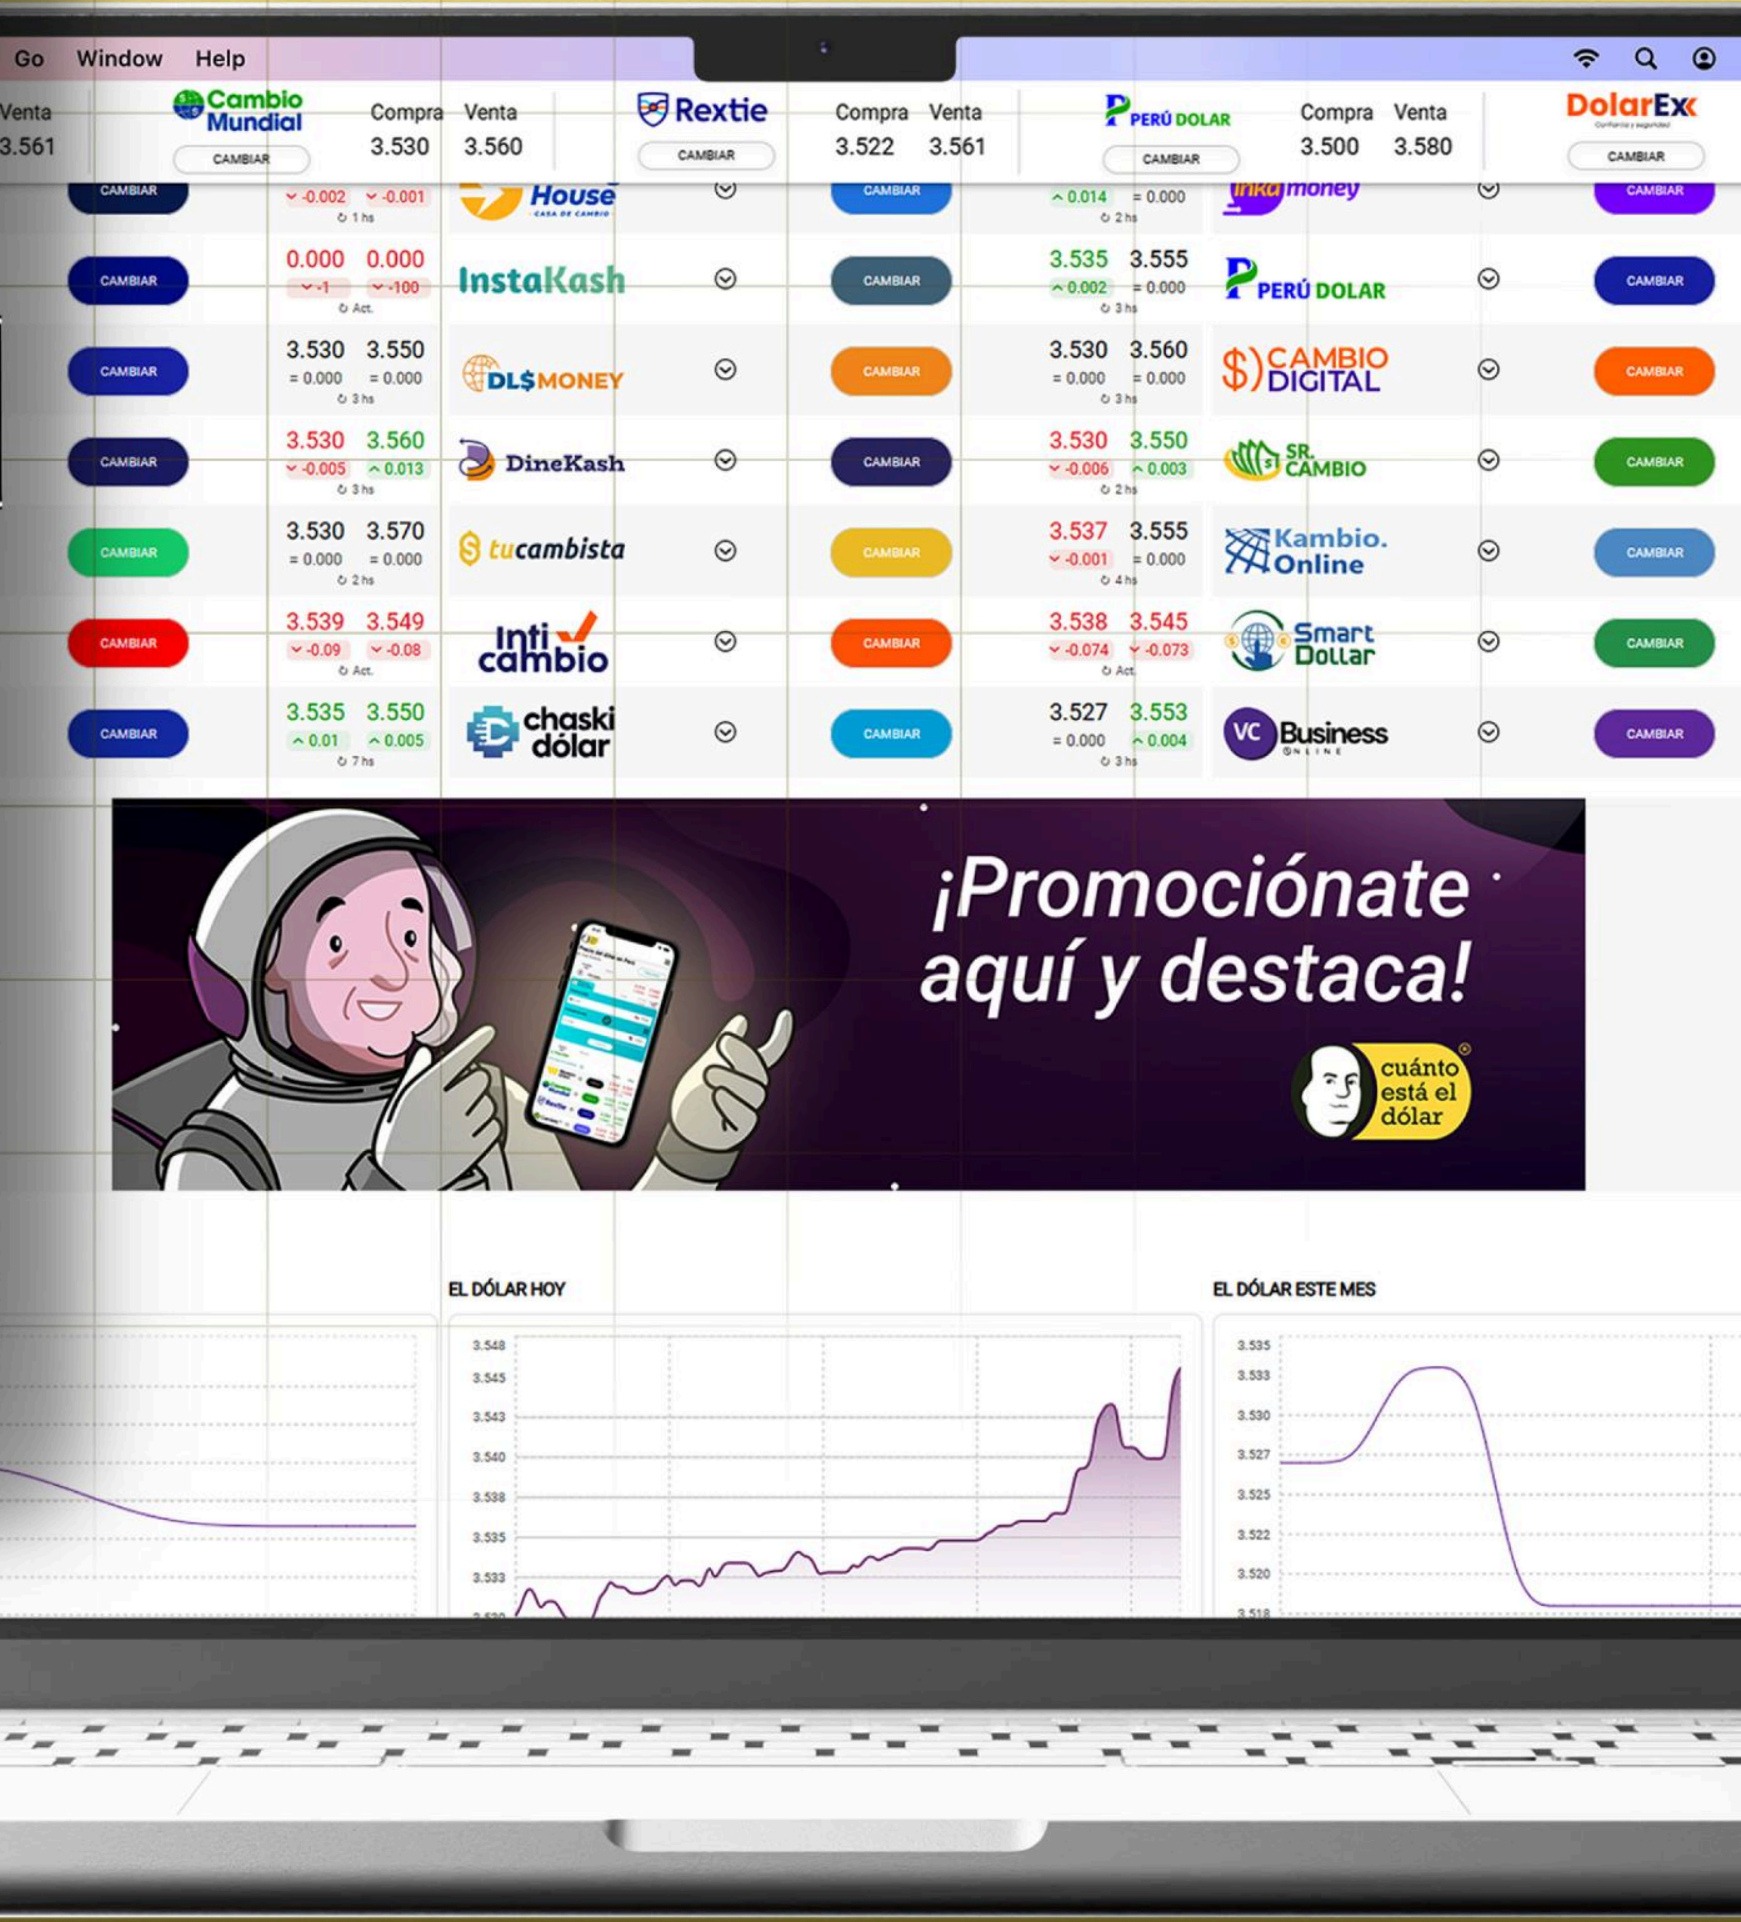 Go Window Help
Venta
3.561
Cambio Mundial
CAMBIAR
Compra Venta
3.530 3.560
Rextie
CAMBIAR
Compra Venta
3.522 3.561
PERÚ DOLAR
CAMBIAR
Compra Venta
3.500 3.580
DolarEx
CAMBIAR
CAMBIAR
-0.002 -0.001
1 hs
House
CASA DE CAMBIO
CAMBIAR
0.014 = 0.000
2 hs
Inka money
CAMBIAR
CAMBIAR
0.000 0.000
-1 -100
Act.
InstaKash
CAMBIAR
3.535 3.555
0.002 = 0.000
3 hs
PERÚ DOLAR
CAMBIAR
CAMBIAR
3.530 3.550
= 0.000 = 0.000
3 hs
DL$MONEY
CAMBIAR
3.530 3.560
= 0.000 = 0.000
3 hs
$) CAMBIO DIGITAL
CAMBIAR
CAMBIAR
3.530 3.560
-0.005 0.013
3 hs
DineKash
CAMBIAR
3.530 3.550
-0.006 0.003
2 hs
SR. CAMBIO
CAMBIAR
CAMBIAR
3.530 3.570
= 0.000 = 0.000
2 hs
$ tucambista
CAMBIAR
3.537 3.555
-0.001 = 0.000
4 hs
Kambio. Online
CAMBIAR
CAMBIAR
3.539 3.549
-0.09 -0.08
Act.
Inti cambio
CAMBIAR
3.538 3.545
-0.074 -0.073
Act.
Smart Dollar
CAMBIAR
CAMBIAR
3.535 3.550
0.01 0.005
7 hs
chaski dólar
CAMBIAR
3.527 3.553
= 0.000 0.004
3 hs
VC Business
ONLINE
CAMBIAR
¡Promociónate
aquí y destaca!
cuánto
está el
dólar
®
EL DÓLAR HOY
3.548
3.545
3.543
3.540
3.538
3.535
3.533
3.530
EL DÓLAR ESTE MES
3.535
3.533
3.530
3.527
3.525
3.522
3.520
3.518